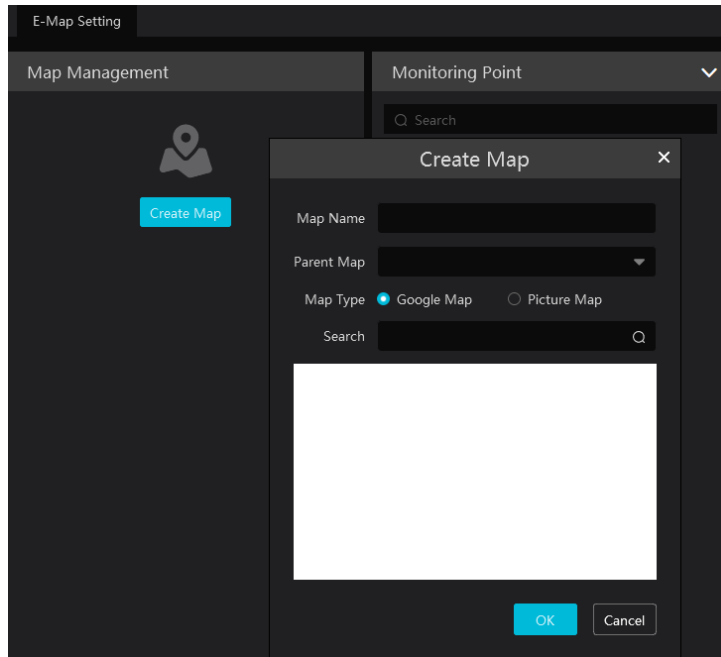 E-Map Setting
Map Management
Monitoring Point
Search
Create Map
Create Map
Map Name
Parent Map
Map Type Google Map Picture Map
Search
OK Cancel